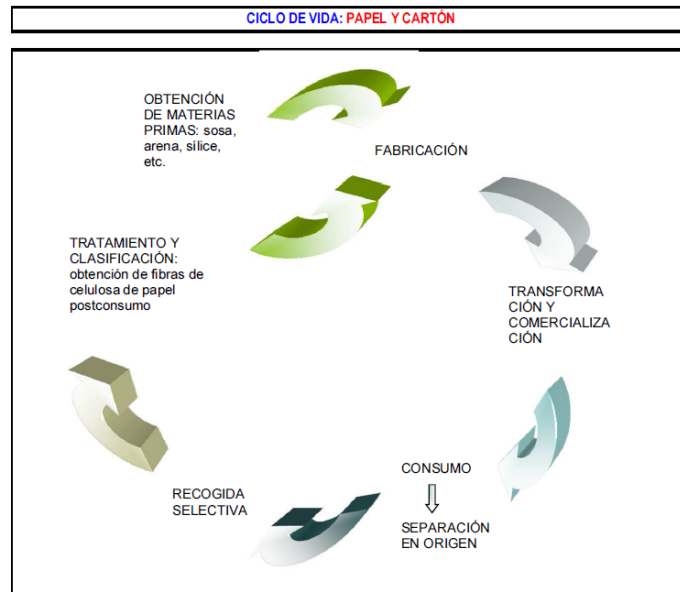 CICLO DE VIDA: PAPEL Y CARTÓN
OBTENCIÓN
DE MATERIAS
PRIMAS: sosa,
arena, sílice,
etc.
FABRICACIÓN
TRATAMIENTO Y
CLASIFICACIÓN:
obtención de fibras de
celulosa de papel
postconsumo
TRANSFORMA
CIÓN Y
COMERCIALIZA
CIÓN
CONSUMO
SEPARACIÓN
EN ORIGEN
RECOGIDA
SELECTIVA